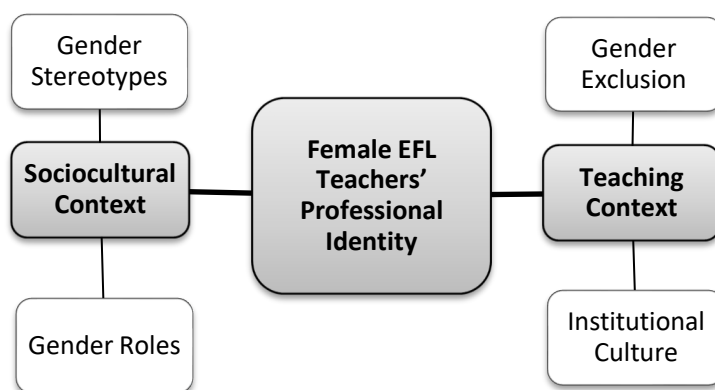 Gender
Stereotypes
Sociocultural
Context
Gender Roles
Female EFL
Teachers’
Professional
Identity
Gender
Exclusion
Teaching
Context
Institutional
Culture